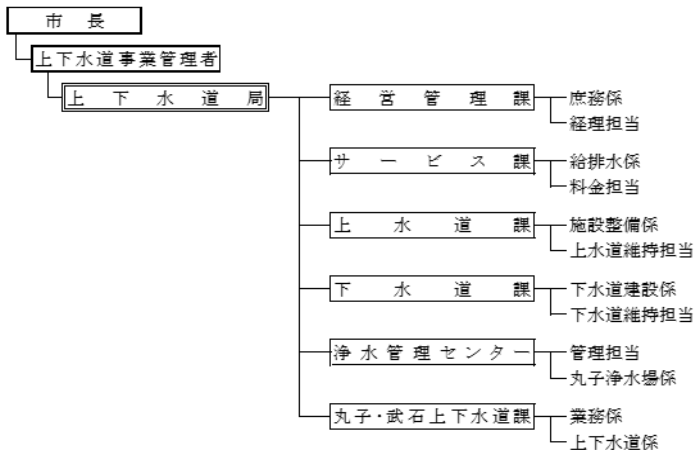 市長
上下水道事業管理者
上下水道局
経営管理課
庶務係
経理担当
サービス課
給排水係
料金担当
上水道課
施設整備係
上水道維持担当
下水道課
下水道建設係
下水道維持担当
浄水管理センター
管理担当
丸子浄水場係
丸子・武石上下水道課
業務係
上下水道係